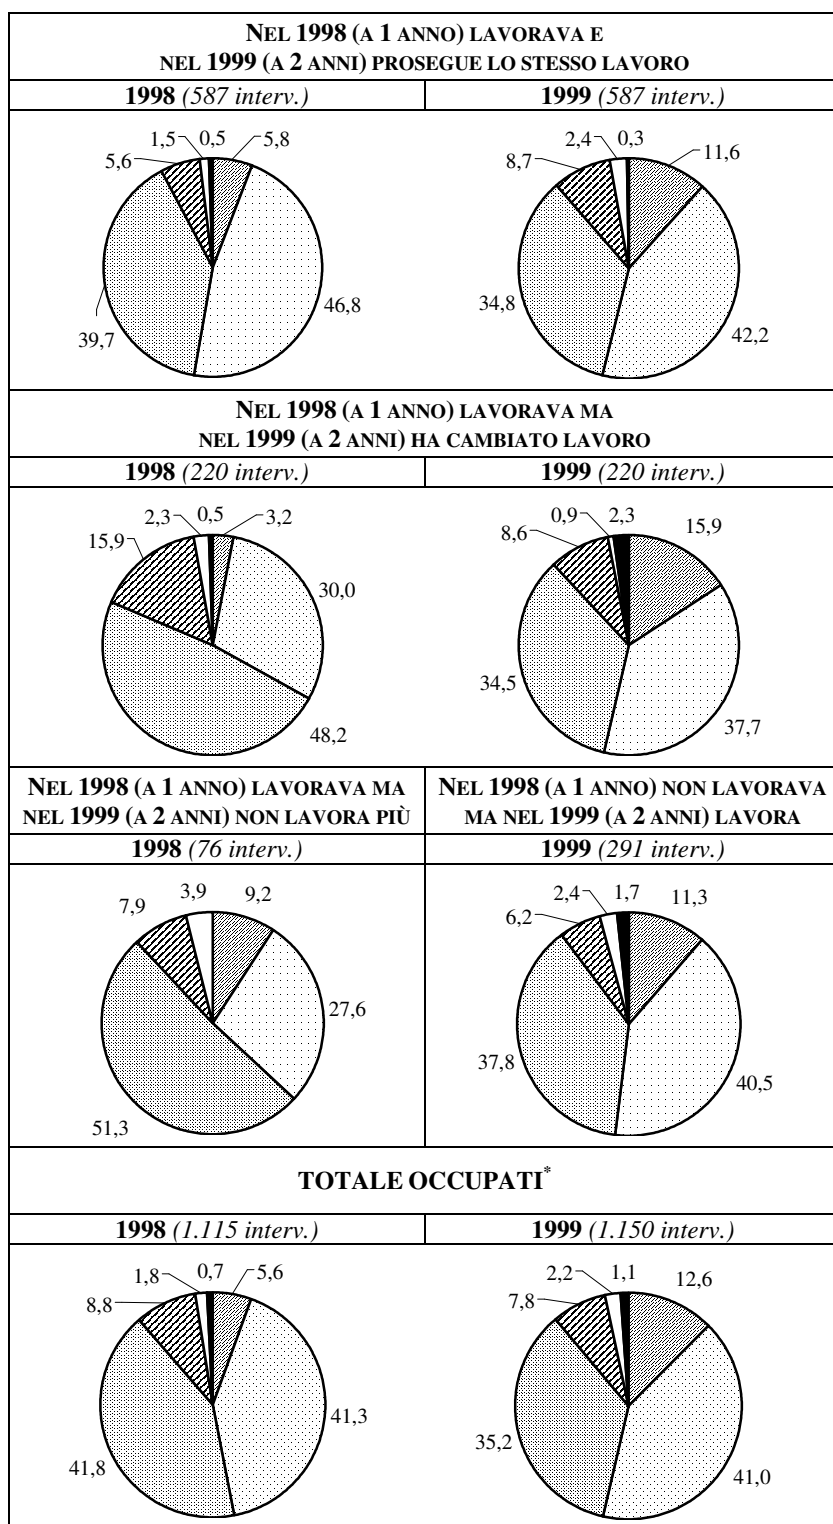 NEL 1998 (A 1 ANNO) LAVORAVA E
NEL 1999 (A 2 ANNI) PROSEGUE LO STESSO LAVORO
1998 (587 interv.)
1999 (587 interv.)
1,5 0,5 5,8
5,6
46,8
39,7
2,4 0,3
11,6
8,7
34,8
42,2
NEL 1998 (A 1 ANNO) LAVORAVA MA
NEL 1999 (A 2 ANNI) HA CAMBIATO LAVORO
1998 (220 interv.)
1999 (220 interv.)
2,3 0,5 3,2
15,9
30,0
48,2
0,9 2,3 15,9
8,6
34,5
37,7
NEL 1998 (A 1 ANNO) LAVORAVA MA
NEL 1999 (A 2 ANNI) NON LAVORA PIÙ
NEL 1998 (A 1 ANNO) NON LAVORAVA
MA NEL 1999 (A 2 ANNI) LAVORA
1998 (76 interv.)
1999 (291 interv.)
3,9 9,2
7,9
27,6
51,3
2,4 1,7 11,3
6,2
37,8
40,5
TOTALE OCCUPATI*
1998 (1.115 interv.)
1999 (1.150 interv.)
1,8 0,7 5,6
8,8
41,3
41,8
2,2 1,1 12,6
7,8
35,2
41,0